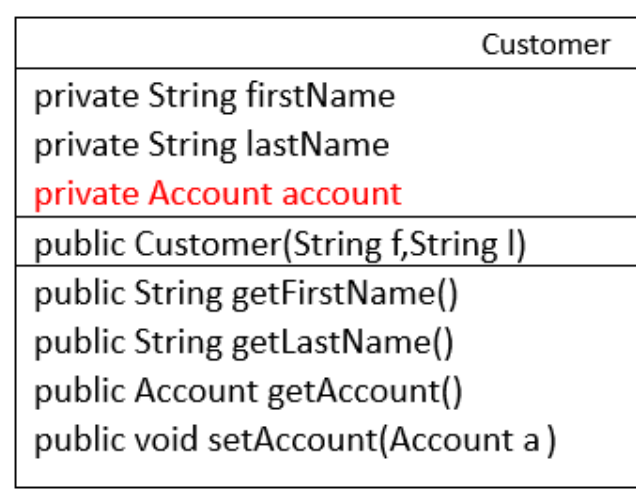 Customer
private String firstName
private String lastName
private Account account
public Customer(String f,String l)
public String getFirstName()
public String getLastName()
public Account getAccount()
public void setAccount(Account a )